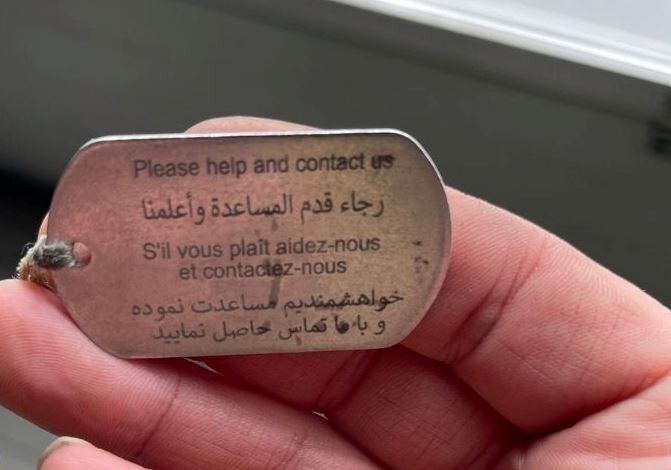 Please help and contact us
رجاء قدم المساعدة وأعلمنا
S'il vous plaît aidez-nous
et contactez-nous
خواهشمندیم مساعدت نموده
و با ما تماس حاصل نمایید